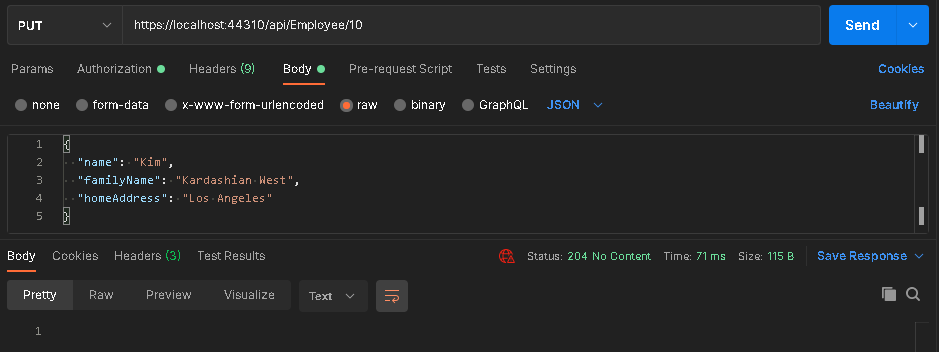 PUT https://localhost:44310/api/Employee/10 Send
Params Authorization Headers (9) Body Pre-request Script Tests Settings Cookies
none form-data x-www-form-urlencoded raw binary GraphQL JSON Beautify
1 {
2 "name": "Kim",
3 "familyName": "Kardashian West",
4 "homeAddress": "Los Angeles"
5 }
Body Cookies Headers (3) Test Results Status: 204 No Content Time: 71 ms Size: 115 B Save Response
Pretty Raw Preview Visualize Text
1